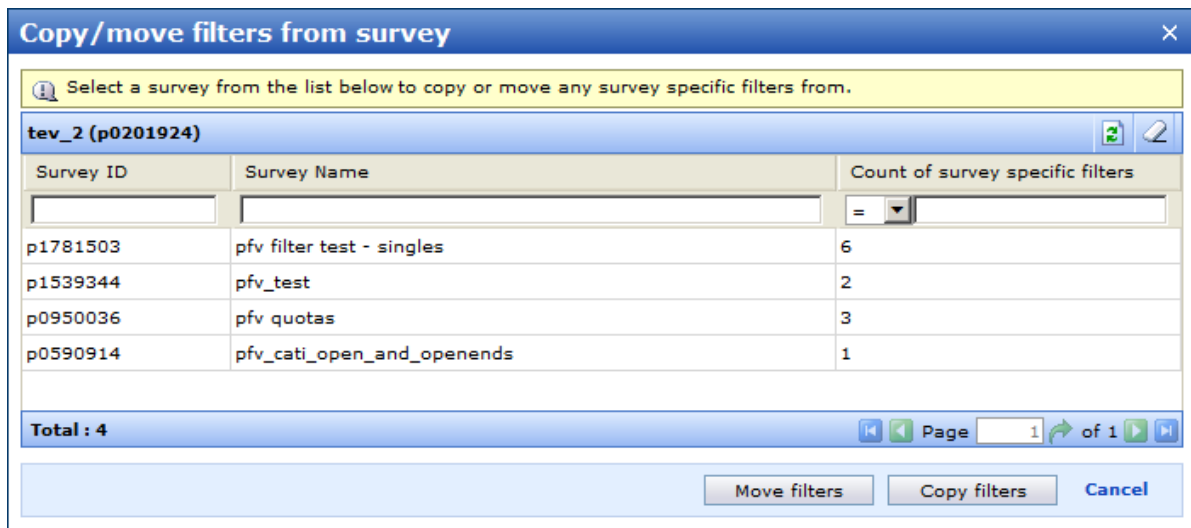 Copy/move filters from survey
Select a survey from the list below to copy or move any survey specific filters from.
tev_2 (p0201924)
Survey ID Survey Name Count of survey specific filters
=
p1781503 pfv filter test - singles 6
p1539344 pfv_test 2
p0950036 pfv quotas 3
p0590914 pfv_cati_open_and_openends 1
Total : 4 Page 1 of 1
Move filters Copy filters Cancel